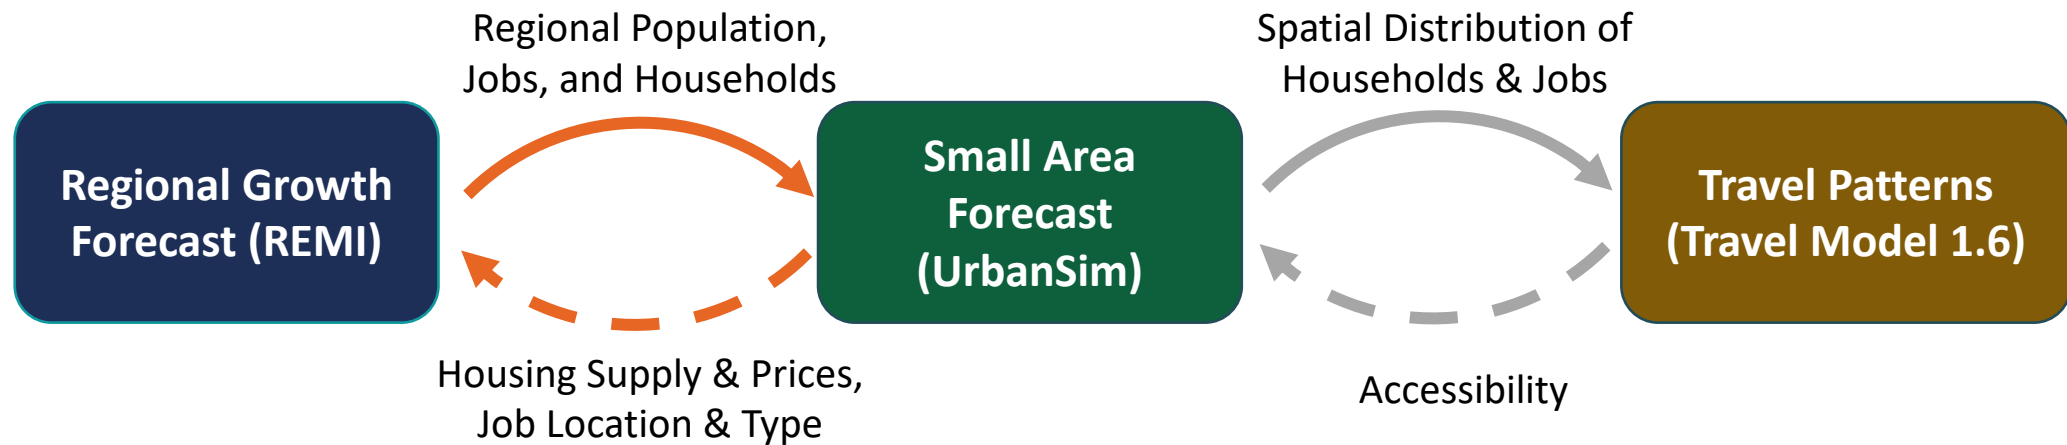 Regional Population,
Jobs, and Households
Spatial Distribution of
Households & Jobs
Regional Growth
Forecast (REMI)
Small Area
Forecast
(UrbanSim)
Travel Patterns
(Travel Model 1.6)
Housing Supply & Prices,
Job Location & Type
Accessibility